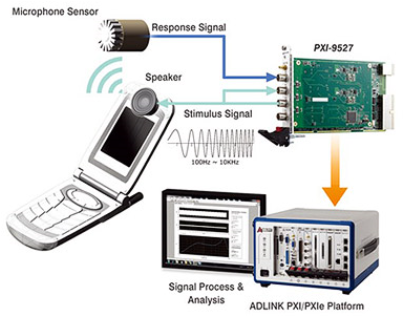 Microphone Sensor
Response Signal
PXI-9527
Speaker
Stimulus Signal
100Hz ~ 10KHz
Signal Process &
Analysis
ADLINK PXI/PXIe Platform